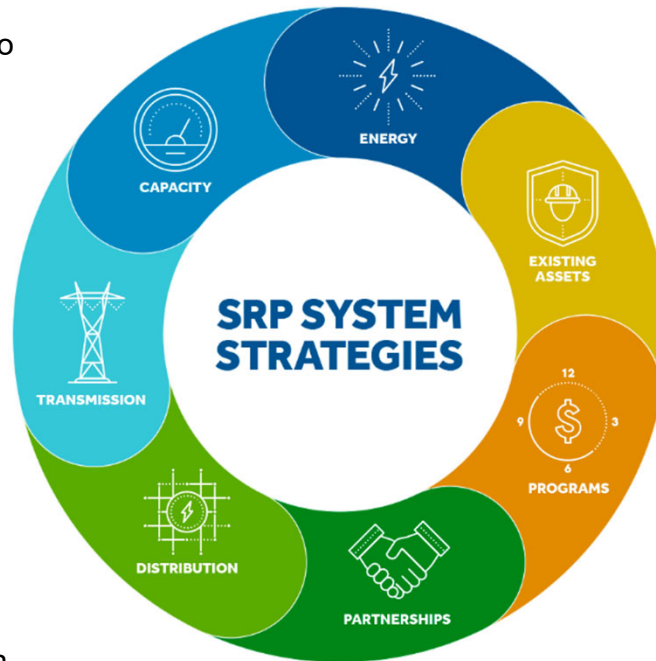 o
ENERGY
CAPACITY
EXISTING
ASSETS
SRP SYSTEM
STRATEGIES
12
9
3
6
PROGRAMS
TRANSMISSION
DISTRIBUTION
PARTNERSHIPS